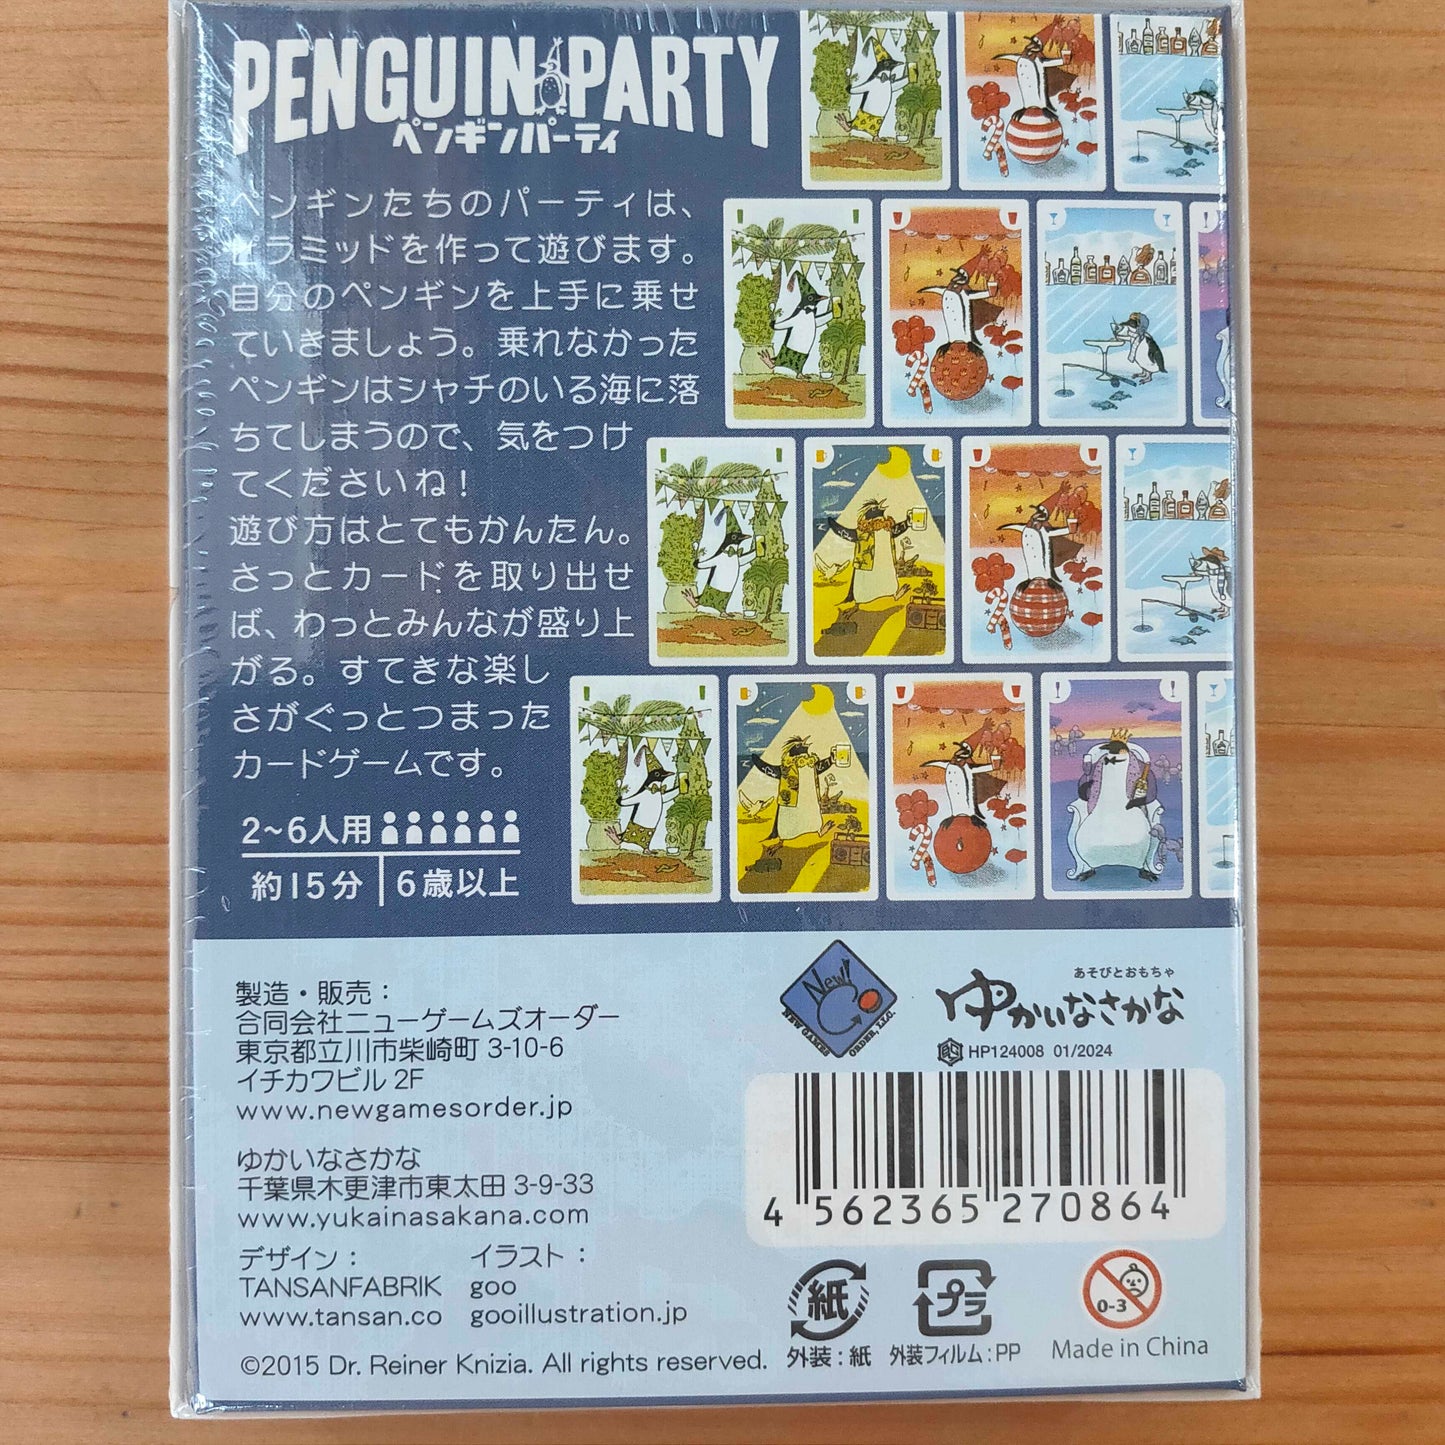 PENGUIN PARTY
ペンギンパーティ
ペンギンたちのパーティは、
ピラミッドを作って遊びます。
自分のペンギンを上手に乗せ
ていきましょう。乗れなかった
ペンギンはシャチのいる海に落
ちてしまうので、気をつけ
てくださいね！
遊び方はとてもかんたん。
さっとカードを取り出せ
ば、わっとみんなが盛り上
がる。すてきな楽し
さがぐっとつまった
カードゲームです。
2~6人用
約15分
6歳以上
製造・販売：
合同会社ニューゲームズオーダー
東京都立川市柴崎町 3-10-6
イチカワビル 2F
www.newgamesorder.jp
ゆかいなさかな
千葉県木更津市東太田 3-9-33
www.yukainasakana.com
デザイン：
TANSANFABRIK
www.tansan.co
イラスト：
goo
gooillustration.jp
©2015 Dr. Reiner Knizia. All rights reserved.
New!
NEW GAMES ORDER, LLC.
あそびとおもちゃ
ゆかいなさかな
HP124008 01/2024
4 562365 270864
紙
外装：紙
プラ
外装フィルム：PP
0-3
Made in China